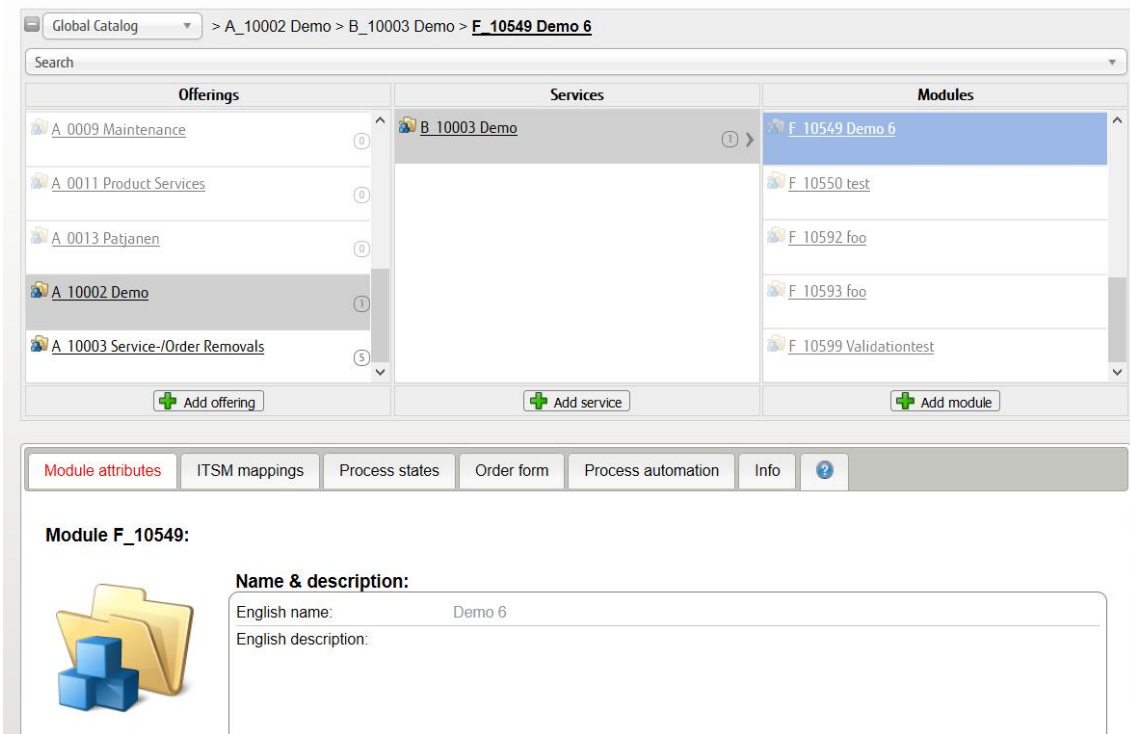 Global Catalog > A_10002 Demo > B_10003 Demo > F_10549 Demo 6
Search
Offerings Services Modules
A_0009 Maintenance 0
A_0011 Product Services 0
A_0013 Patjanen 0
A_10002 Demo 1
A_10003 Service-/Order Removals 5
B_10003 Demo 1
F_10549 Demo 6
F_10550 test
F_10592 foo
F_10593 foo
F_10599 Validationtest
Add offering Add service Add module
Module attributes ITSM mappings Process states Order form Process automation Info ?
Module F_10549:
Name & description:
English name: Demo 6
English description: